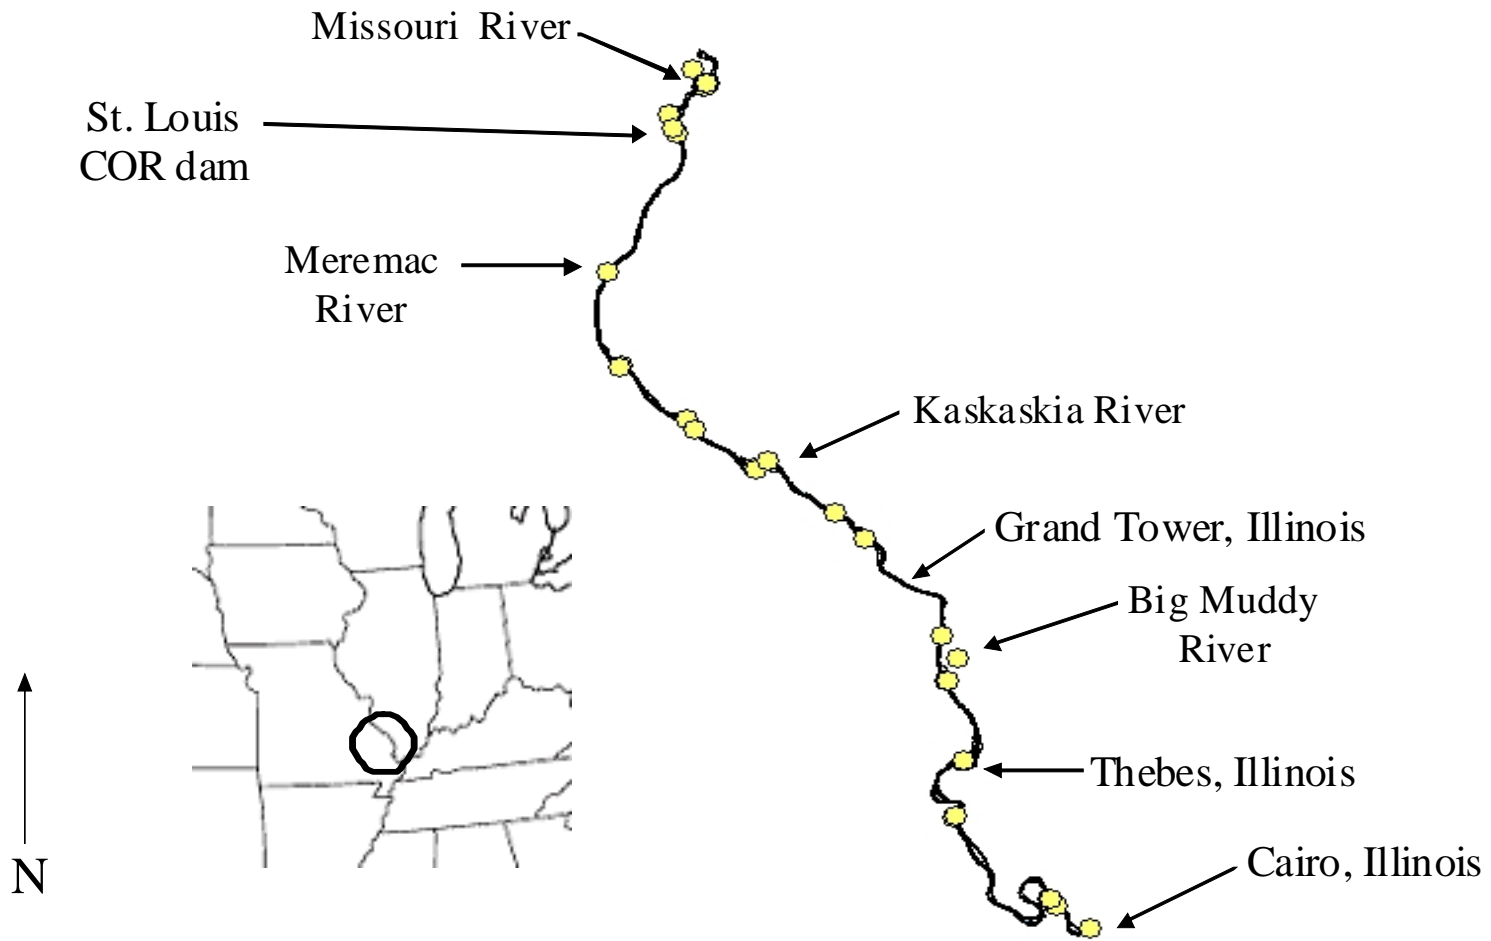 Missouri River
St. Louis
COR dam
Meremac
River
Kaskaskia River
Grand Tower, Illinois
Big Muddy
River
Thebes, Illinois
Cairo, Illinois
N